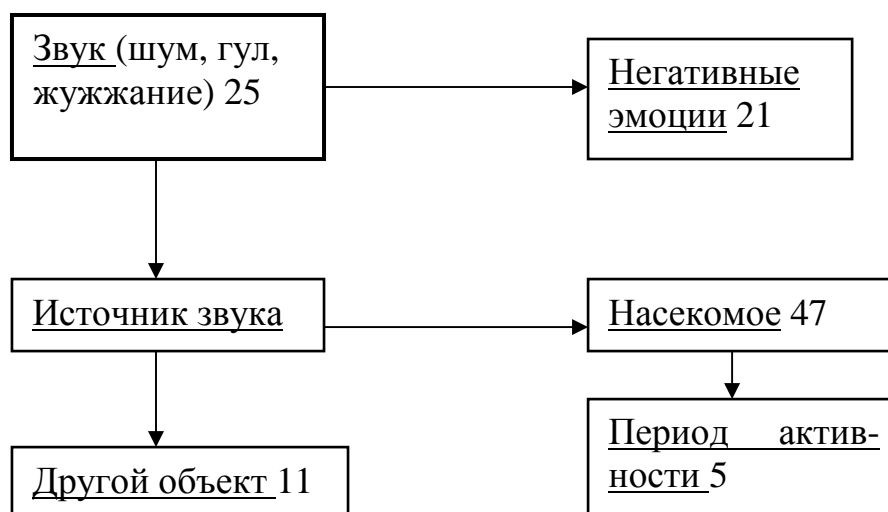 Звук (шум, гул,
жужжание) 25
Негативные
эмоции 21
Источник звука
Насекомое 47
Другой объект 11
Период актив-
ности 5